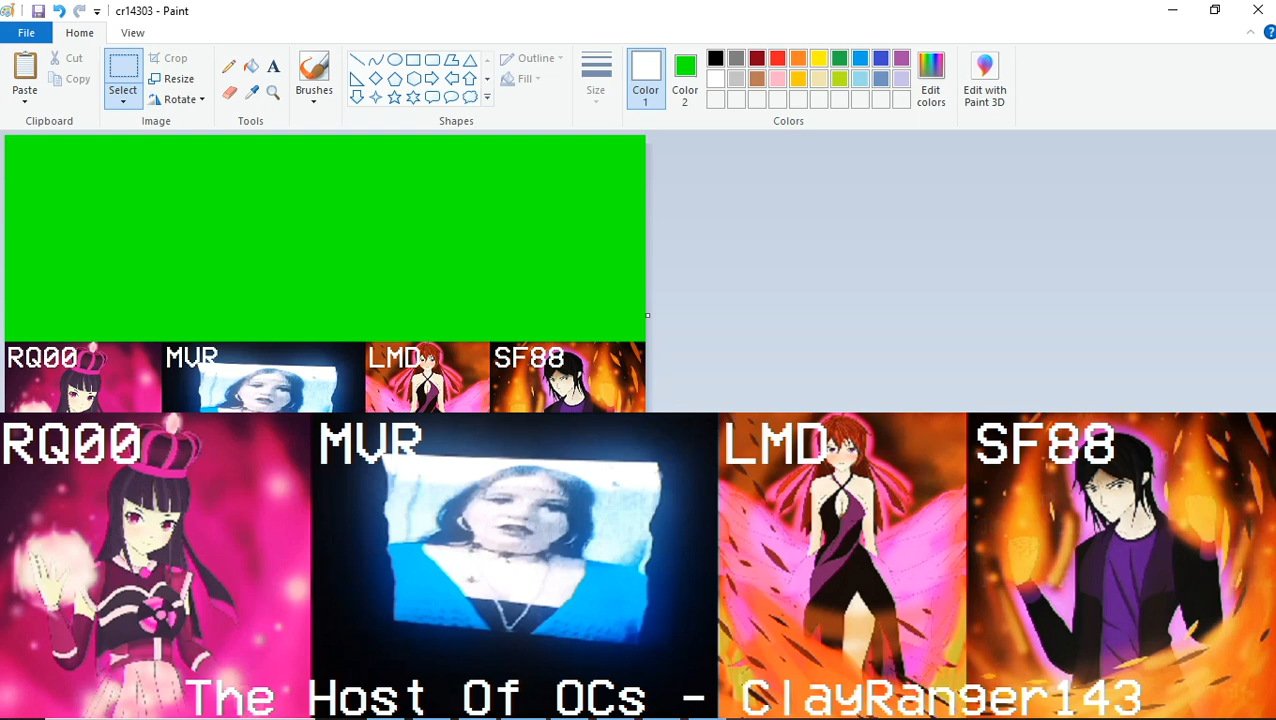 cr14303 - Paint
File
Home
View
Paste
Cut
Copy
Clipboard
Select
Crop
Resize
Rotate
Image
A
Tools
Brushes
Shapes
Outline
Fill
Size
Color
1
Color
2
Edit
colors
Colors
Edit with
Paint 3D
RQ00 MVR LMD SF88
RQ00 MVR LMD SF88
The Host Of OCs - ClayRanger143